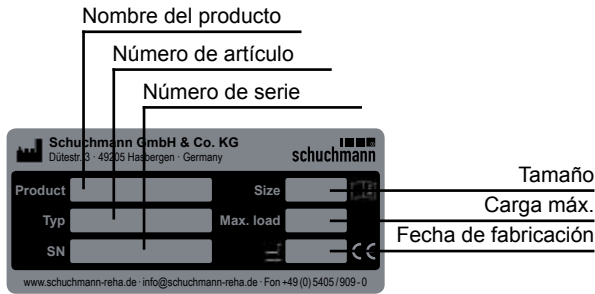 Nombre del producto
Número de artículo
Número de serie
Schuchmann GmbH & Co. KG
Dütestr. 3 · 49205 Hasbergen · Germany
schuchmann
Product
Size
Tamaño
Typ
Max. load
Carga máx.
SN
CE
Fecha de fabricación
www.schuchmann-reha.de · info@schuchmann-reha.de · Fon +49 (0) 5405 / 909 - 0